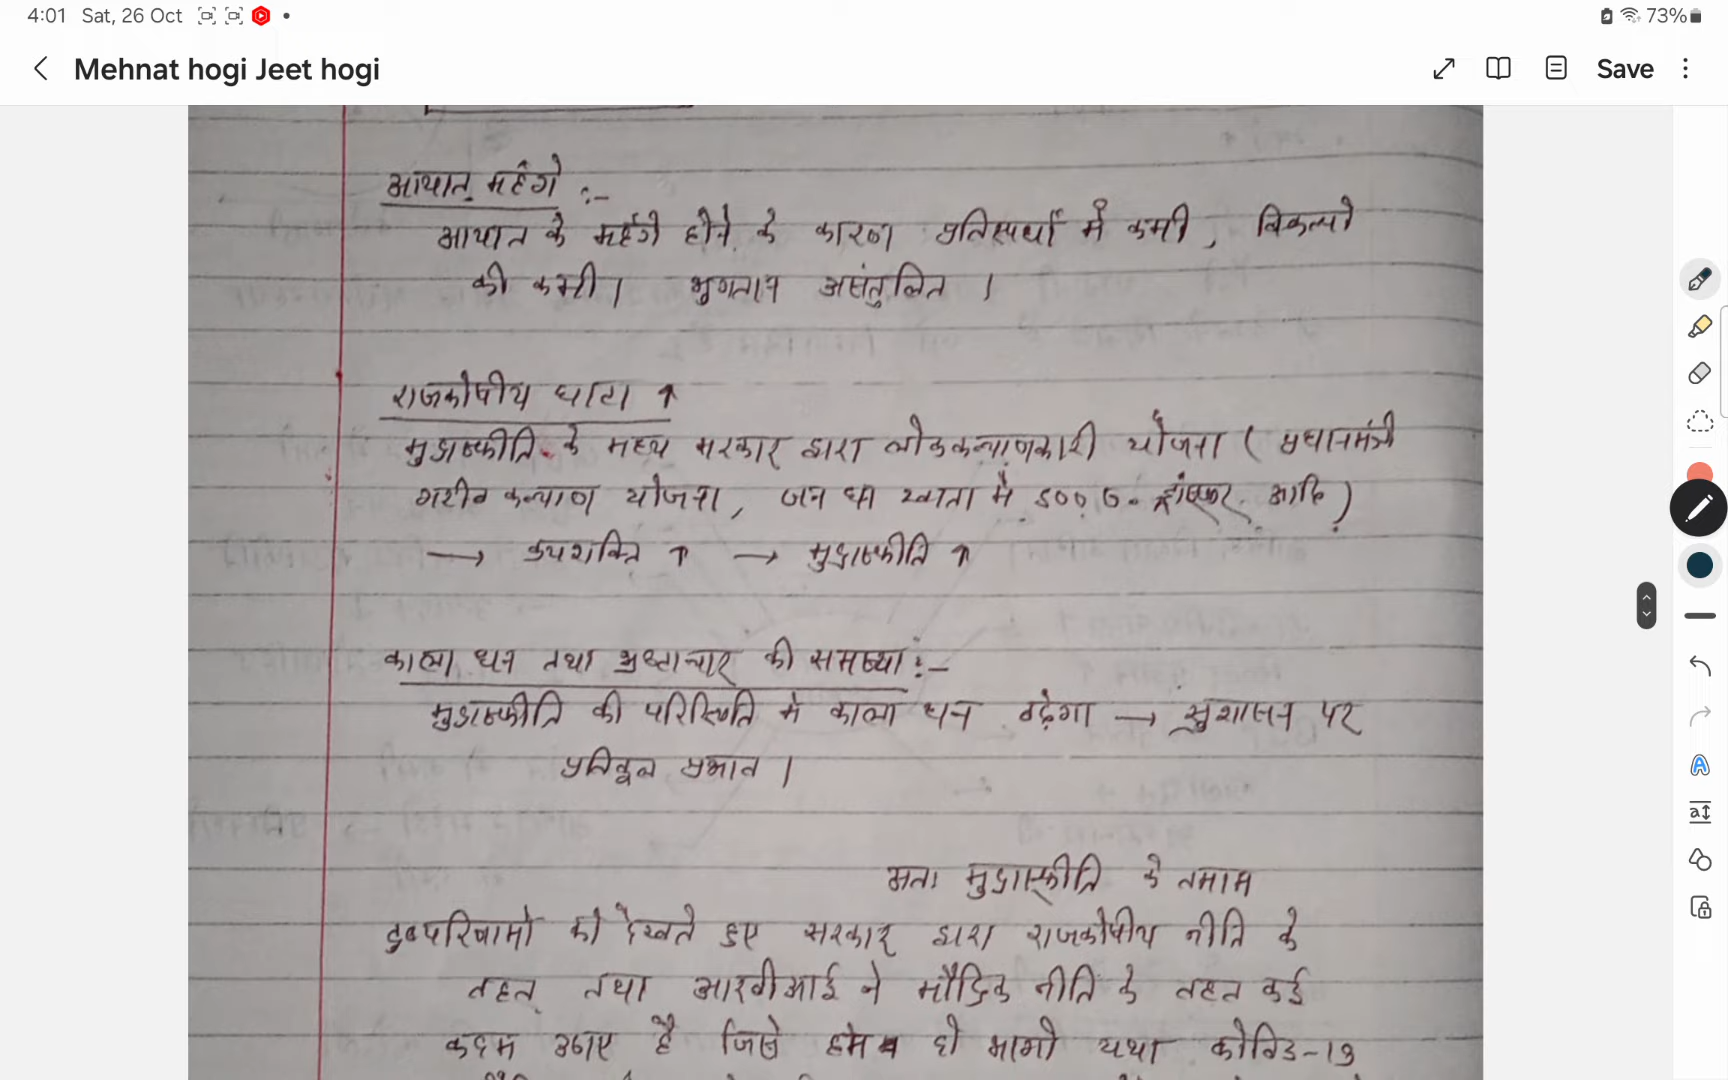 4:01 Sat, 26 Oct
73%
Mehnat hogi Jeet hogi
Save
आयात महंगे :-
आयात के महंगे होने के कारण प्रतिस्पर्धा में कमी, विकल्पो
की कमी। भुगतान असंतुलित ।
राजकोषीय घाटा ↑
मुद्रास्फीति के मध्य सरकार द्वारा लोककल्याणकारी योजना ( प्रधानमंत्री
गरीब कल्याण योजना, जन धन खाता में 500 रु. ट्रांसफर आदि )
→ क्रयशक्ति ↑ → मुद्रास्फीति ↑
काला धन तथा भ्रष्टाचार की समस्या :-
मुद्रास्फीति की परिस्थिति मे काला धन बढ़ेगा → सुशासन पर
प्रतिकूल प्रभाव ।
अतः मुद्रास्फीति के तमाम
दुष्परिणामो को देखते हुए सरकार द्वारा राजकोषीय नीति के
तहत तथा आरबीआई ने मौद्रिक नीति के तहत कई
कदम उठाए है जिसे हम दो भागो यथा कोविड-19